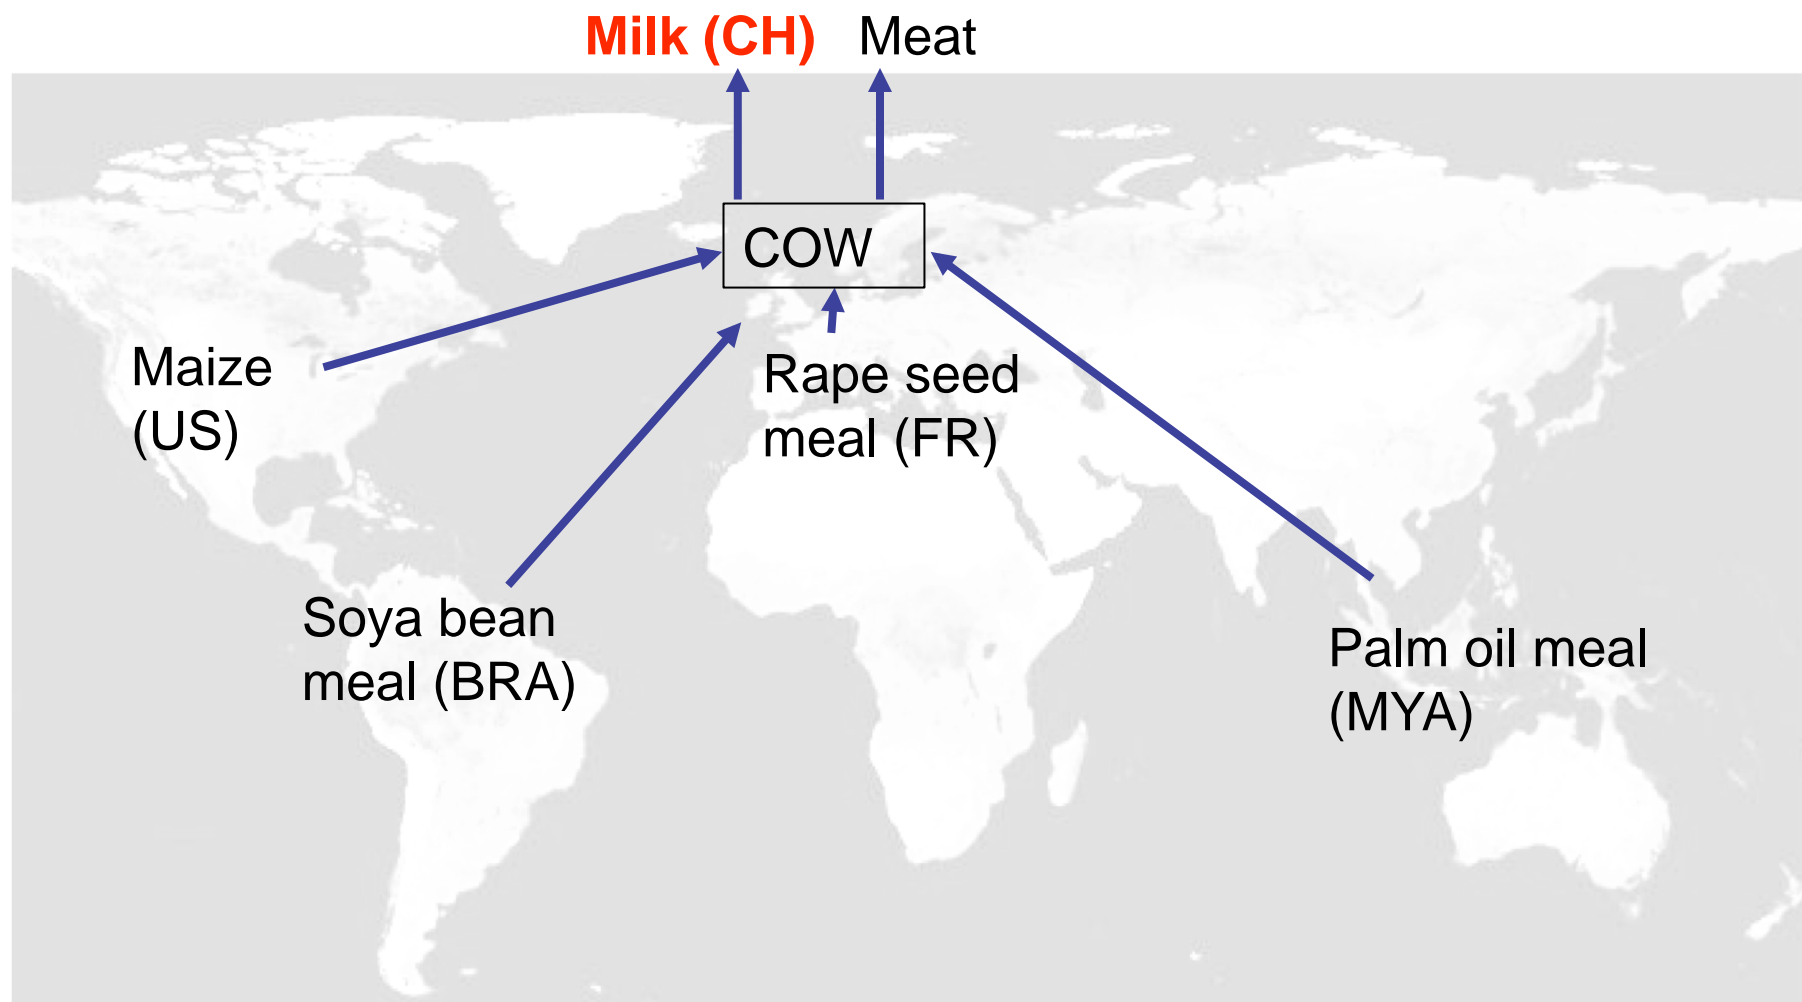 Milk (CH) Meat
COW
Maize
(US)
Rape seed
meal (FR)
Soya bean
meal (BRA)
Palm oil meal
(MYA)